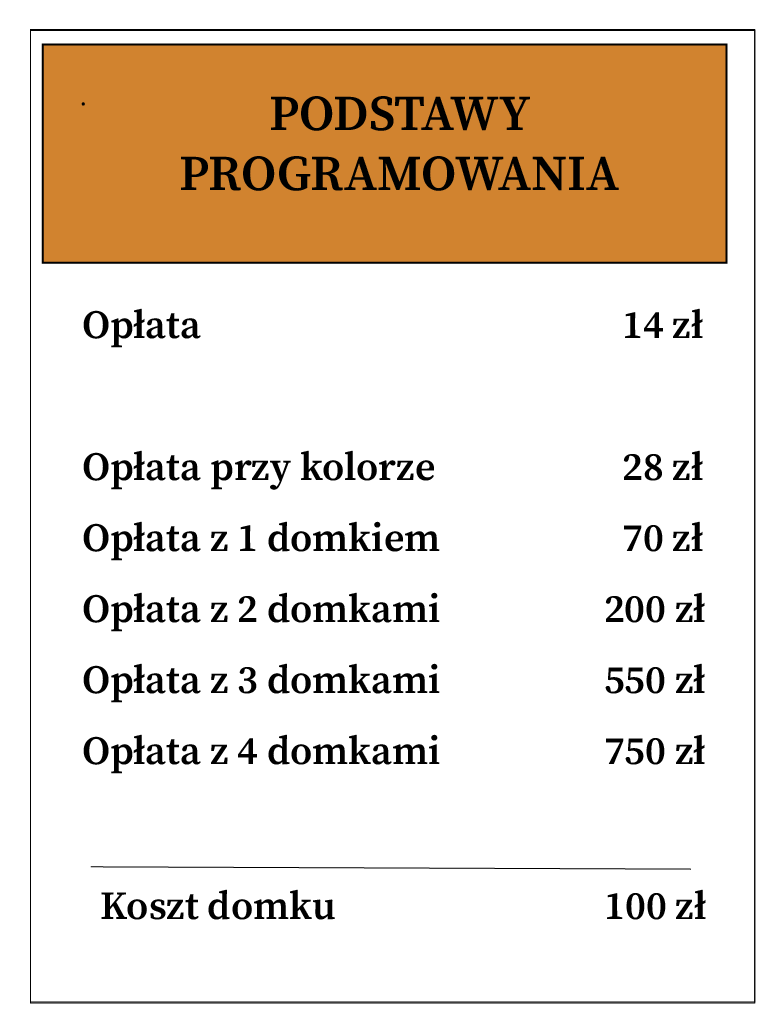 PODSTAWY
PROGRAMOWANIA
Opłata 14 zł
Opłata przy kolorze 28 zł
Opłata z 1 domkiem 70 zł
Opłata z 2 domkami 200 zł
Opłata z 3 domkami 550 zł
Opłata z 4 domkami 750 zł
Koszt domku 100 zł